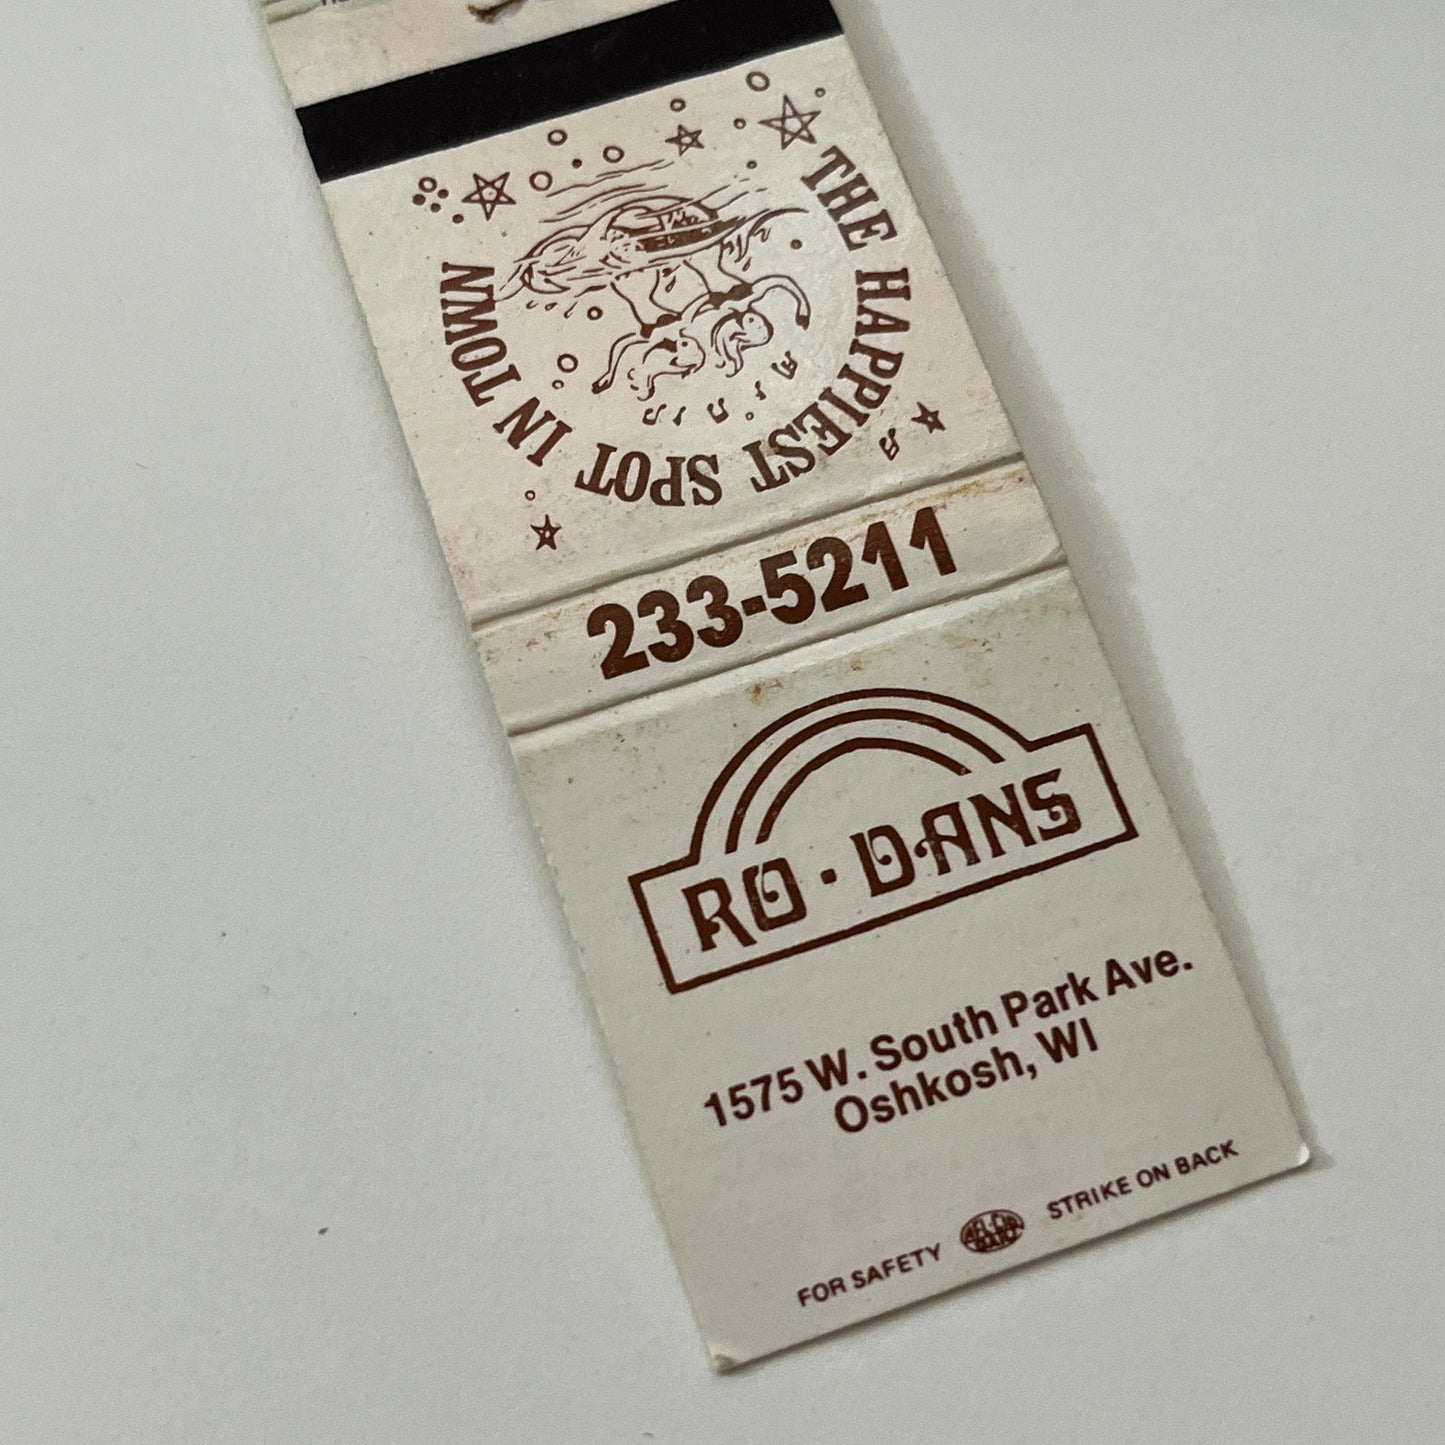 THE HAPPIEST SPOT IN TOWN
233-5211
RO·DANS
1575 W. South Park Ave.
Oshkosh, WI
FOR SAFETY STRIKE ON BACK